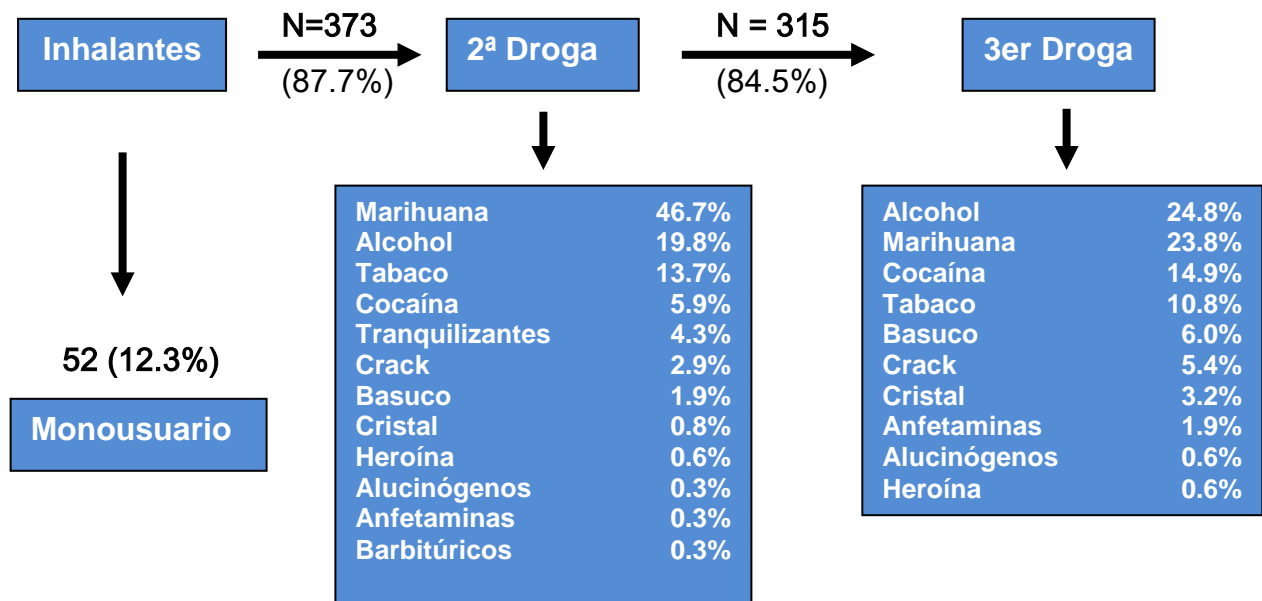 Inhalantes
N=373
(87.7%)
2ª Droga
N = 315
(84.5%)
3er Droga
52 (12.3%)
Monousuario
Marihuana 46.7%
Alcohol 19.8%
Tabaco 13.7%
Cocaína 5.9%
Tranquilizantes 4.3%
Crack 2.9%
Basuco 1.9%
Cristal 0.8%
Heroína 0.6%
Alucinógenos 0.3%
Anfetaminas 0.3%
Barbitúricos 0.3%
Alcohol 24.8%
Marihuana 23.8%
Cocaína 14.9%
Tabaco 10.8%
Basuco 6.0%
Crack 5.4%
Cristal 3.2%
Anfetaminas 1.9%
Alucinógenos 0.6%
Heroína 0.6%